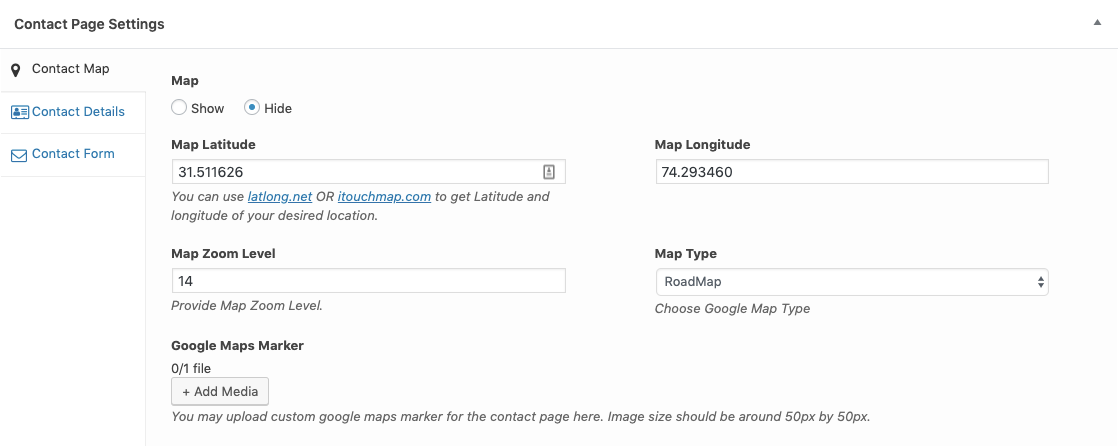 Contact Page Settings
Contact Map
Contact Details
Contact Form
Map
Show Hide
Map Latitude Map Longitude
31.511626 74.293460
You can use latlong.net OR itouchmap.com to get Latitude and
longitude of your desired location.
Map Zoom Level Map Type
14 RoadMap
Provide Map Zoom Level. Choose Google Map Type
Google Maps Marker
0/1 file
+ Add Media
You may upload custom google maps marker for the contact page here. Image size should be around 50px by 50px.